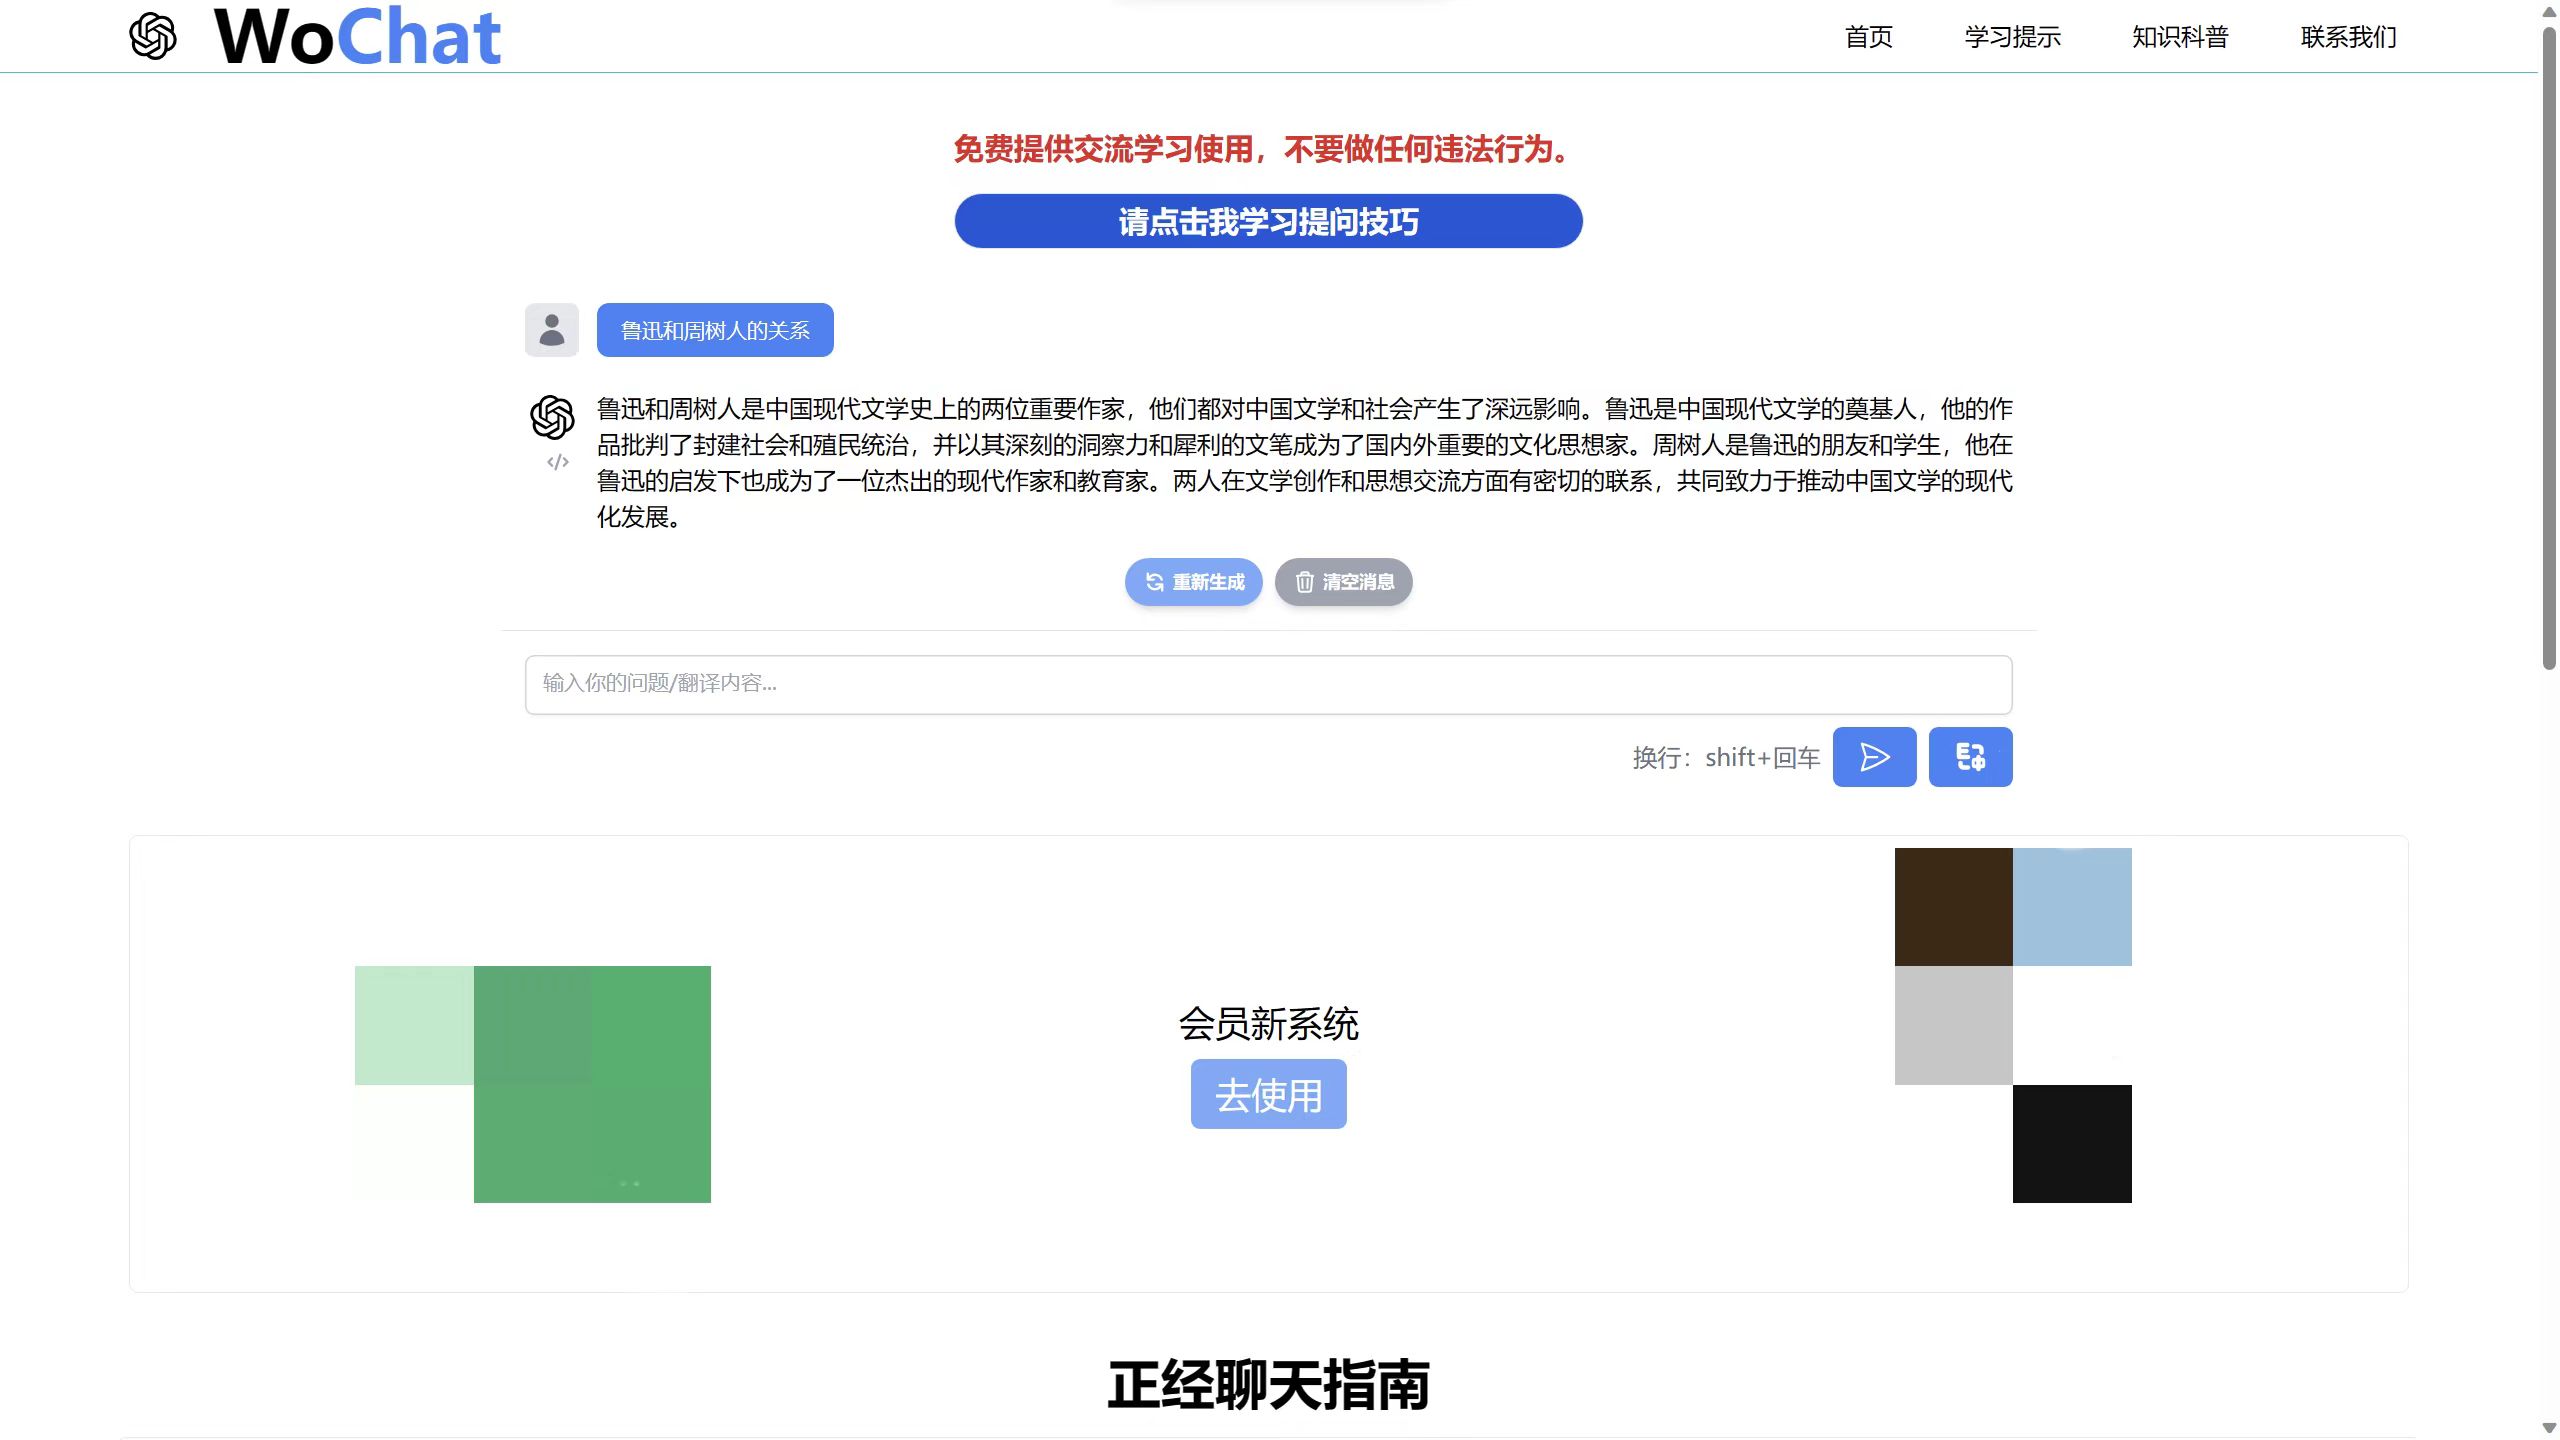 WoChat
首页 学习提示 知识科普 联系我们
免费提供交流学习使用，不要做任何违法行为。
请点击我学习提问技巧
鲁迅和周树人的关系
鲁迅和周树人是中国现代文学史上的两位重要作家，他们都对中国文学和社会产生了深远影响。鲁迅是中国现代文学的奠基人，他的作
品批判了封建社会和殖民统治，并以其深刻的洞察力和犀利的文笔成为了国内外重要的文化思想家。周树人是鲁迅的朋友和学生，他在
鲁迅的启发下也成为了一位杰出的现代作家和教育家。两人在文学创作和思想交流方面有密切的联系，共同致力于推动中国文学的现代
化发展。
重新生成 清空消息
输入你的问题/翻译内容...
换行：shift+回车
会员新系统
去使用
正经聊天指南